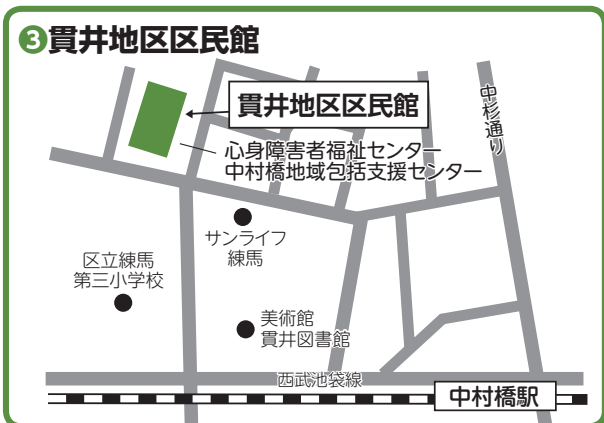 ❸貫井地区区民館
貫井地区区民館
心身障害者福祉センター
中村橋地域包括支援センター
中杉通り
サンライフ
練馬
区立練馬
第三小学校
美術館
貫井図書館
西武池袋線
中村橋駅